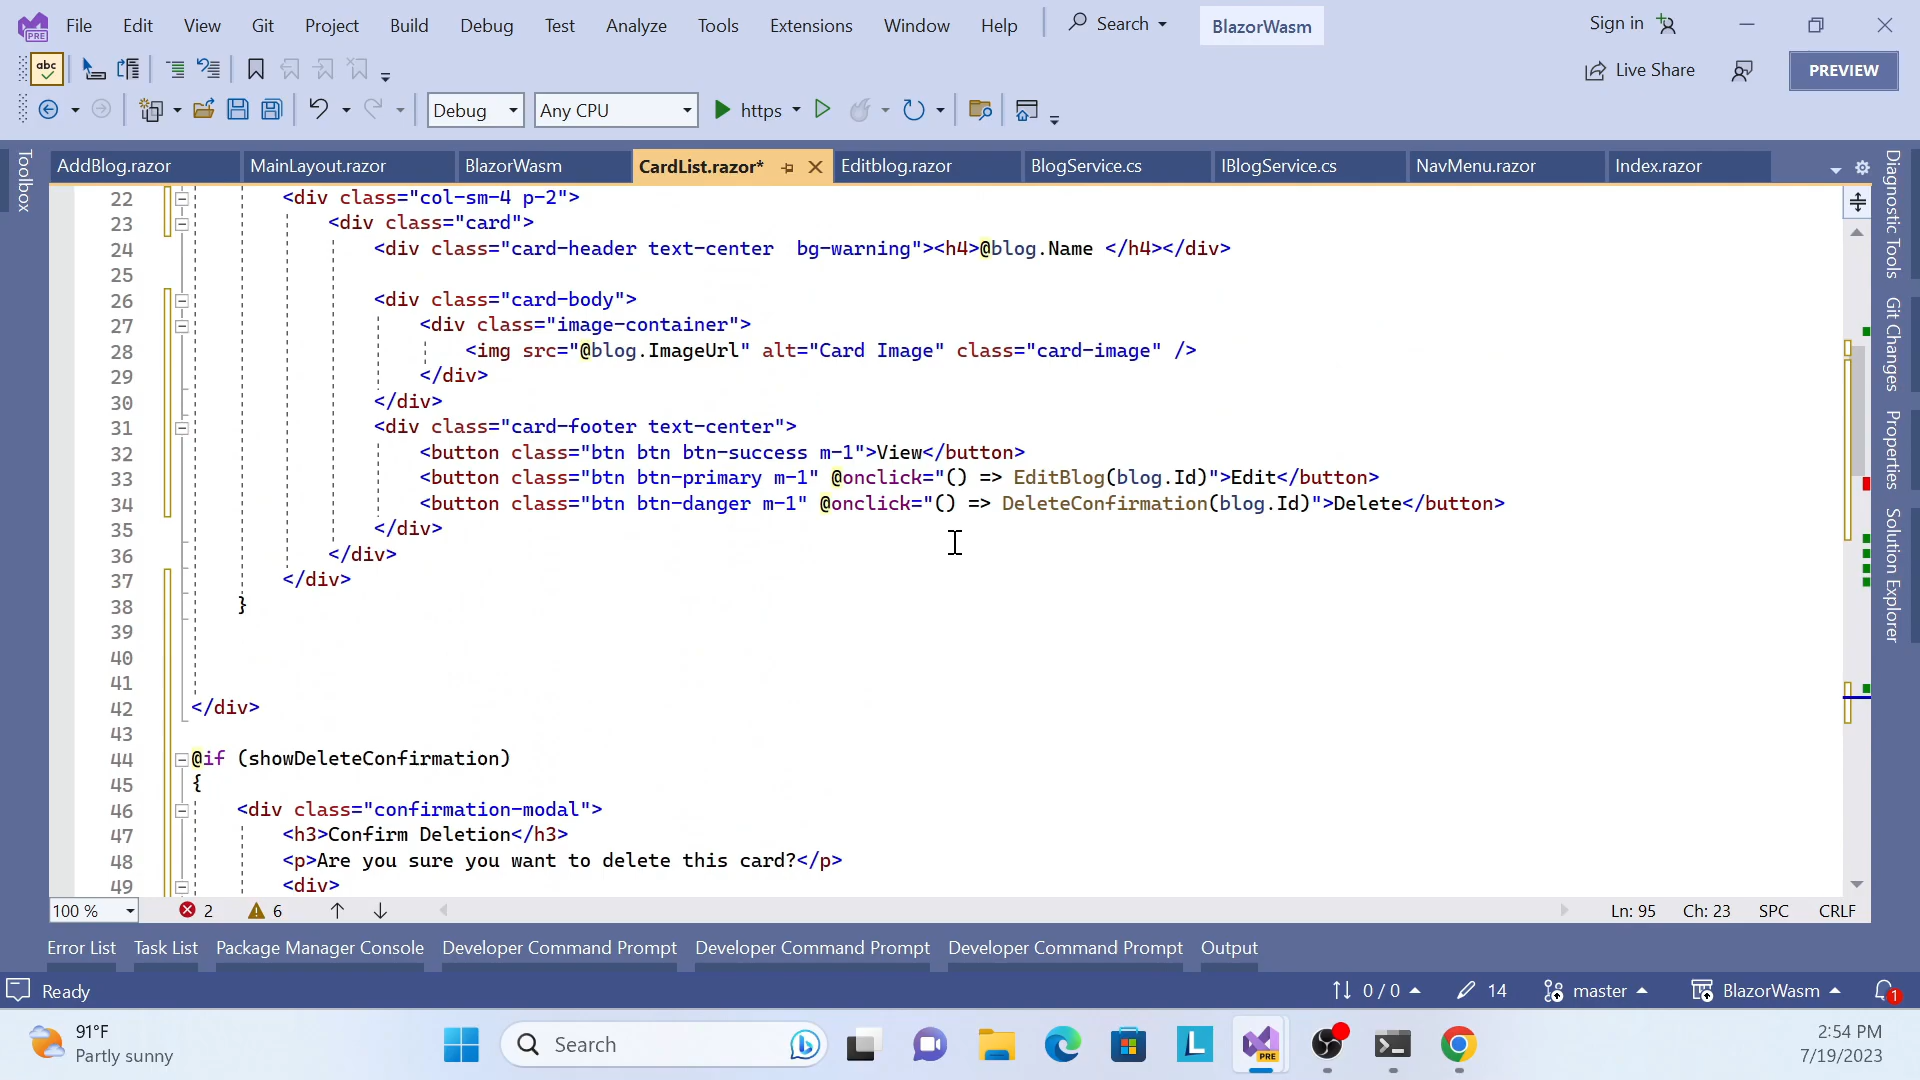 File Edit View Git Project Build Debug Test Analyze Tools Extensions Window Help Search BlazorWasm Sign in
PRE
abc
Live Share
PREVIEW
Debug Any CPU https
Toolbox
AddBlog.razor MainLayout.razor BlazorWasm CardList.razor* Editblog.razor BlogService.cs IBlogService.cs NavMenu.razor Index.razor
22 <div class="col-sm-4 p-2">
23 <div class="card">
24 <div class="card-header text-center  bg-warning"><h4>@blog.Name </h4></div>
25
26 <div class="card-body">
27 <div class="image-container">
28 <img src="@blog.ImageUrl" alt="Card Image" class="card-image" />
29 </div>
30 </div>
31 <div class="card-footer text-center">
32 <button class="btn btn btn-success m-1">View</button>
33 <button class="btn btn-primary m-1" @onclick="() => EditBlog(blog.Id)">Edit</button>
34 <button class="btn btn-danger m-1" @onclick="() => DeleteConfirmation(blog.Id)">Delete</button>
35 </div>
36 </div>
37 </div>
38 }
39
40
41
42 </div>
43
44 @if (showDeleteConfirmation)
45 {
46 <div class="confirmation-modal">
47 <h3>Confirm Deletion</h3>
48 <p>Are you sure you want to delete this card?</p>
49 <div>
Diagnostic Tools
Git Changes
Properties
Solution Explorer
100 % 2 6 Ln: 95 Ch: 23 SPC CRLF
Error List Task List Package Manager Console Developer Command Prompt Developer Command Prompt Developer Command Prompt Output
Ready 0 / 0 14 master BlazorWasm 1
91°F
Partly sunny
Search
L
PRE
2:54 PM
7/19/2023